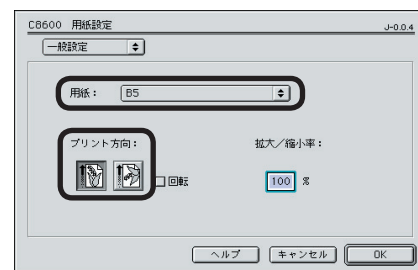 C8600 用紙設定
J-0.0.4
一般設定
用紙： B5
プリント方向： 拡大／縮小率：
回転 100 %
ヘルプ キャンセル OK